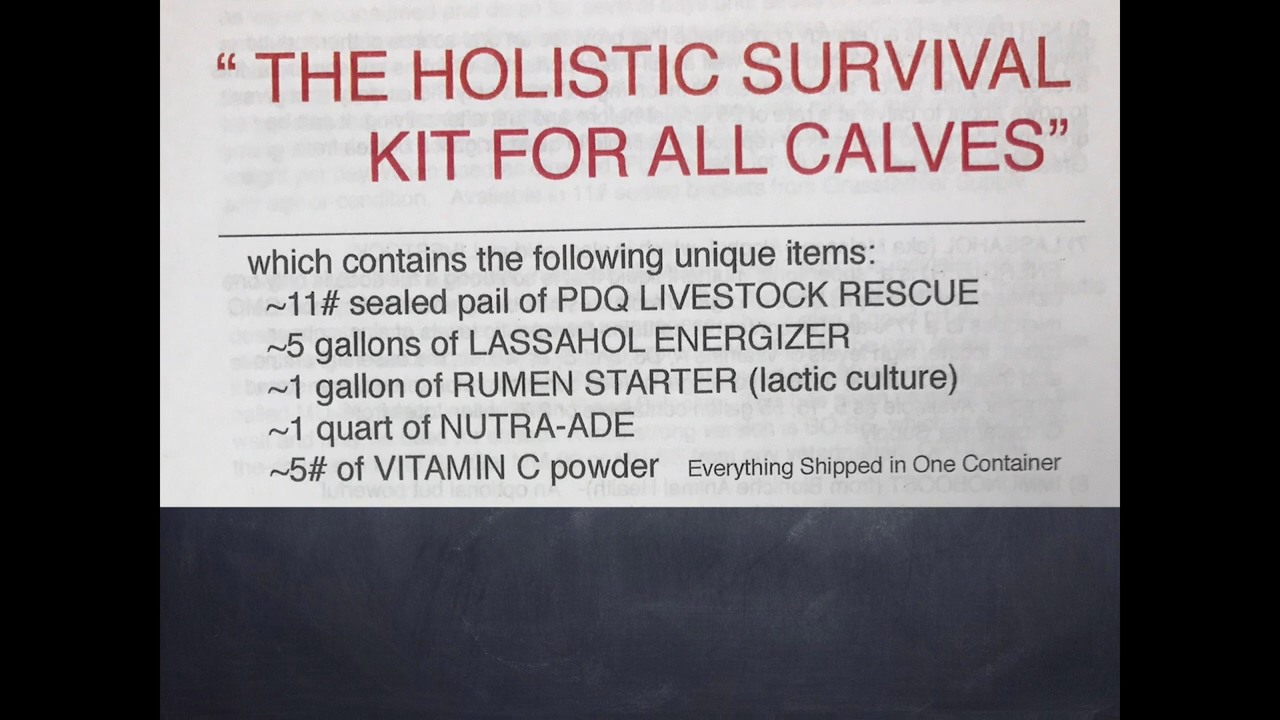 “ THE HOLISTIC SURVIVAL
KIT FOR ALL CALVES”
which contains the following unique items:
~11# sealed pail of PDQ LIVESTOCK RESCUE
~5 gallons of LASSAHOL ENERGIZER
~1 gallon of RUMEN STARTER (lactic culture)
~1 quart of NUTRA-ADE
~5# of VITAMIN C powder Everything Shipped in One Container